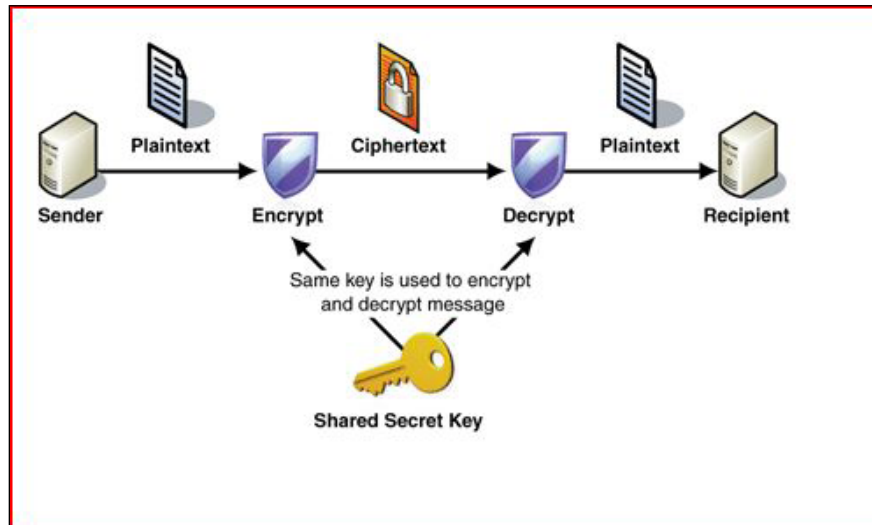 Plaintext
Ciphertext
Plaintext
Sender
Encrypt
Decrypt
Recipient
Same key is used to encrypt
and decrypt message
Shared Secret Key